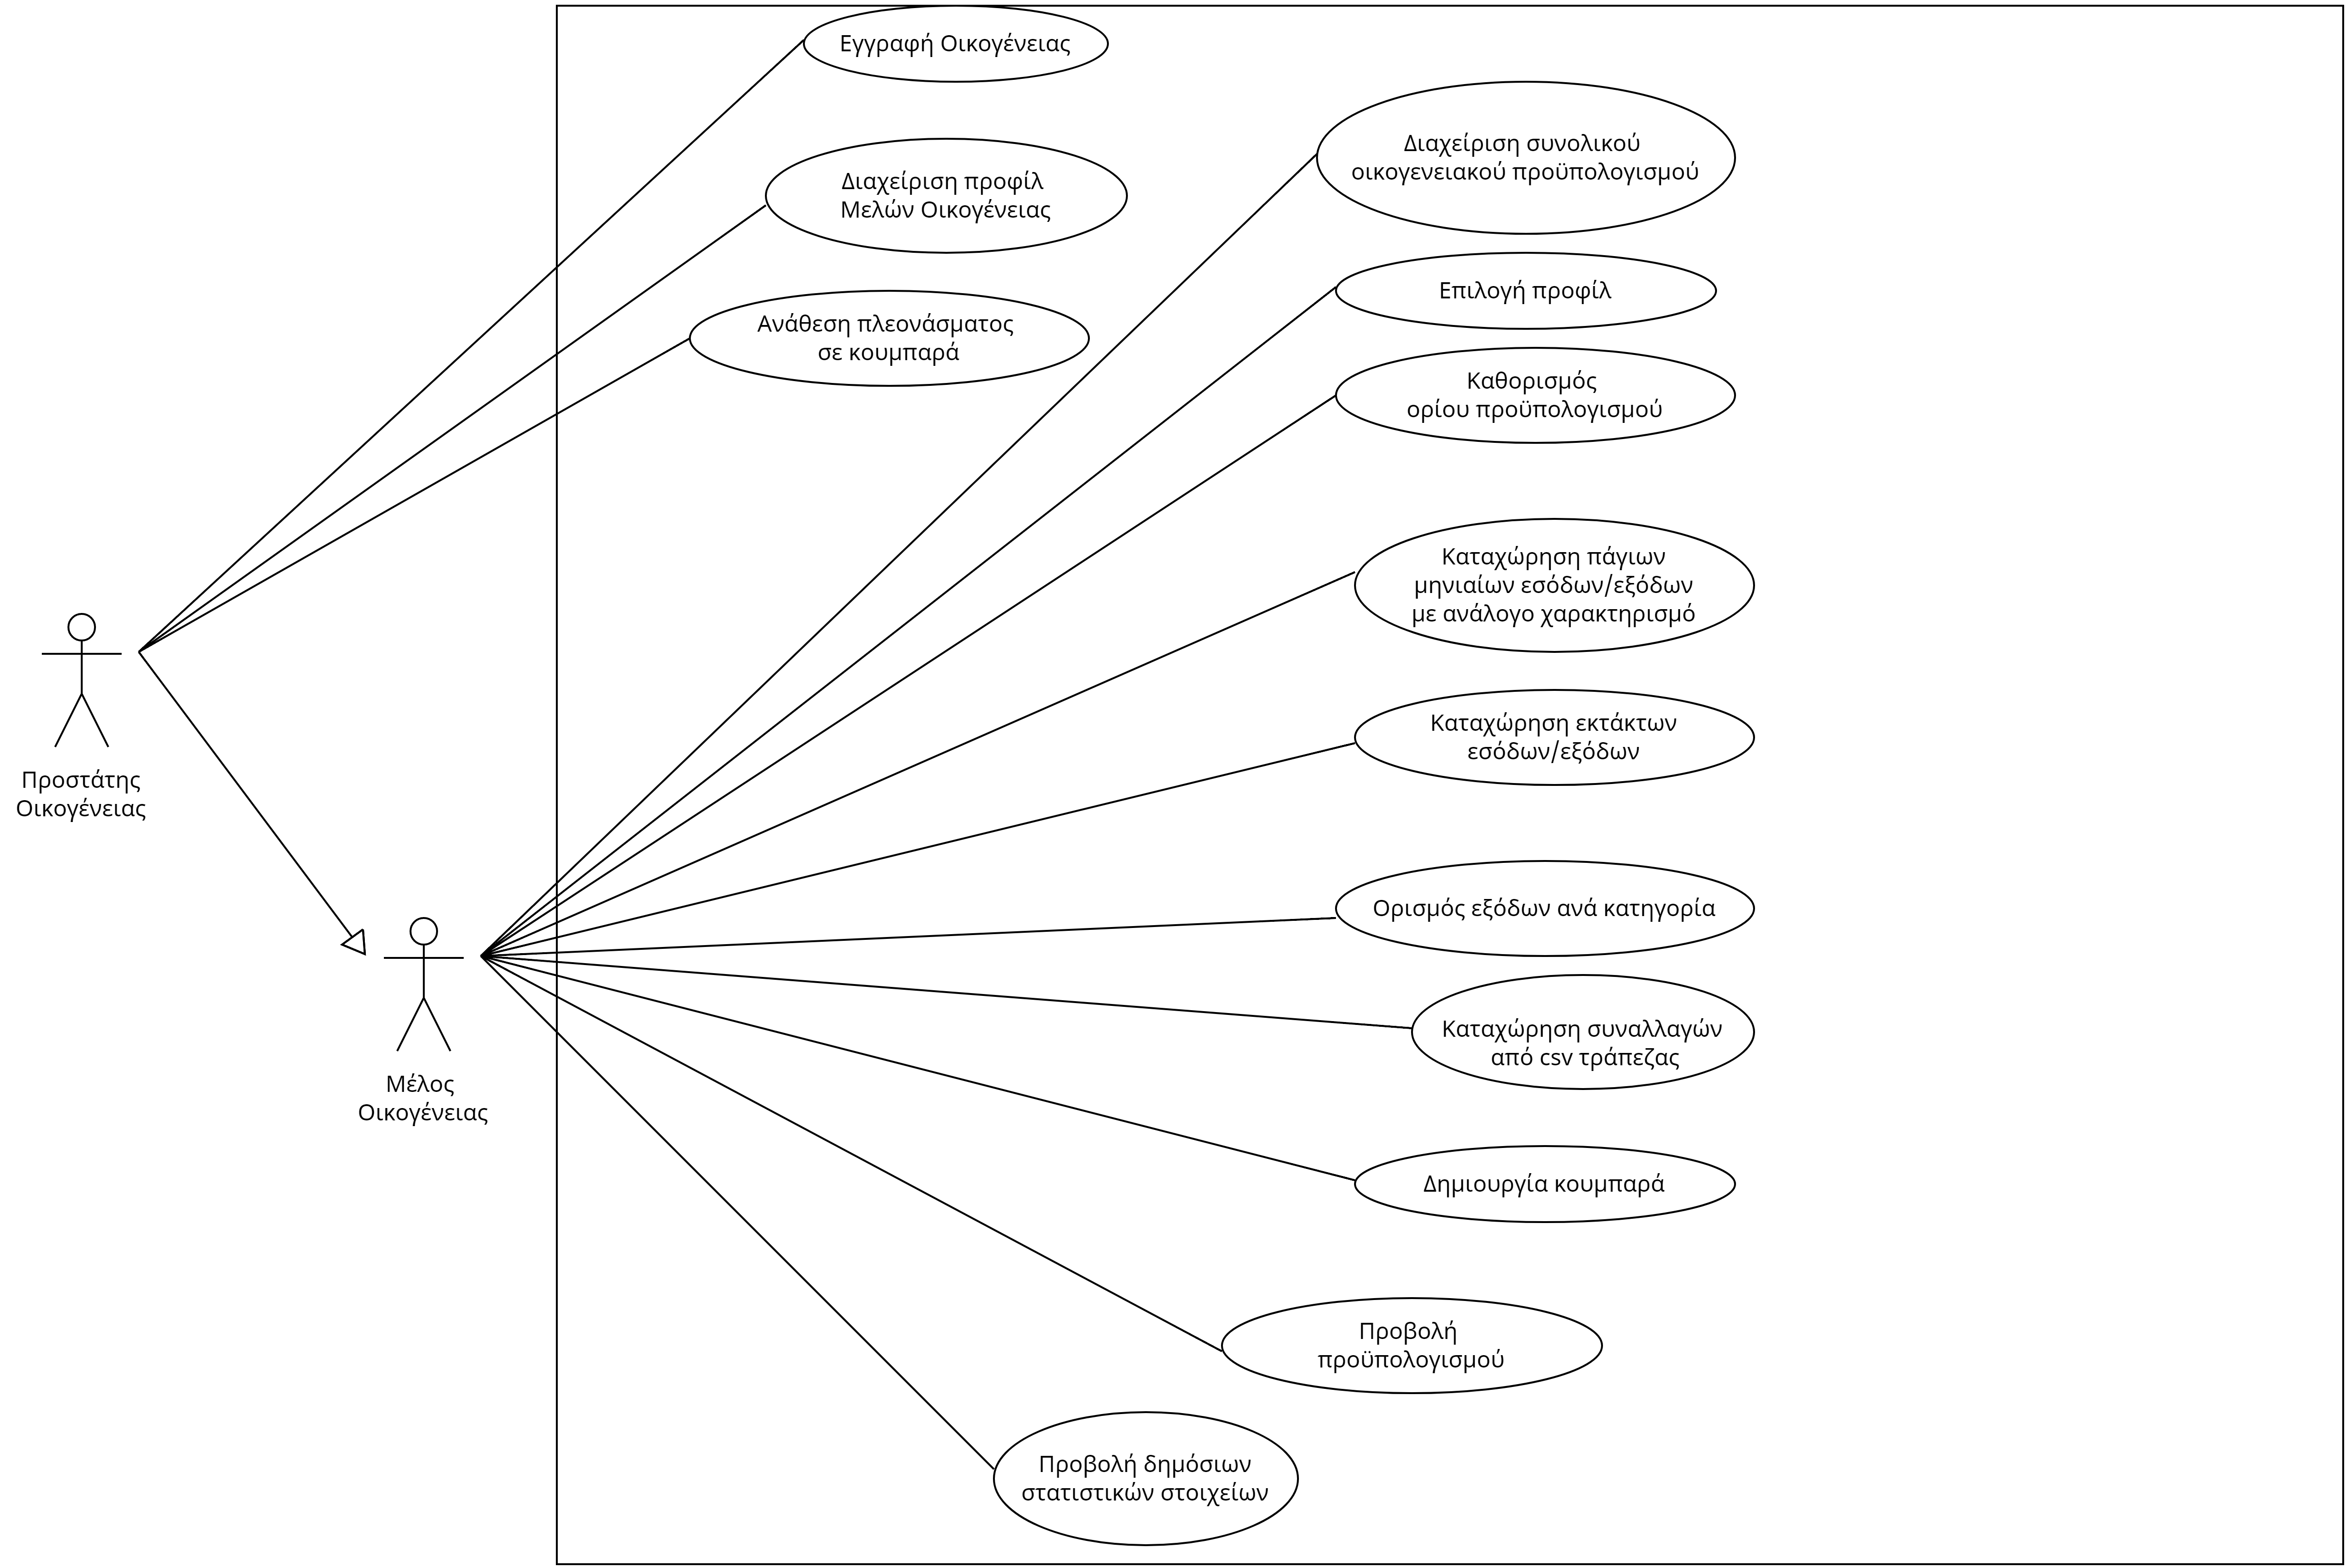 Εγγραφή Οικογένειας
Διαχείριση συνολικού
οικογενειακού προϋπολογισμού
Διαχείριση προφίλ
Μελών Οικογένειας
Επιλογή προφίλ
Ανάθεση πλεονάσματος
σε κουμπαρά
Καθορισμός
ορίου προϋπολογισμού
Καταχώρηση πάγιων
μηνιαίων εσόδων/εξόδων
με ανάλογο χαρακτηρισμό
Καταχώρηση εκτάκτων
εσόδων/εξόδων
Προστάτης
Οικογένειας
Ορισμός εξόδων ανά κατηγορία
Καταχώρηση συναλλαγών
από csv τράπεζας
Μέλος
Οικογένειας
Δημιουργία κουμπαρά
Προβολή
προϋπολογισμού
Προβολή δημόσιων
στατιστικών στοιχείων